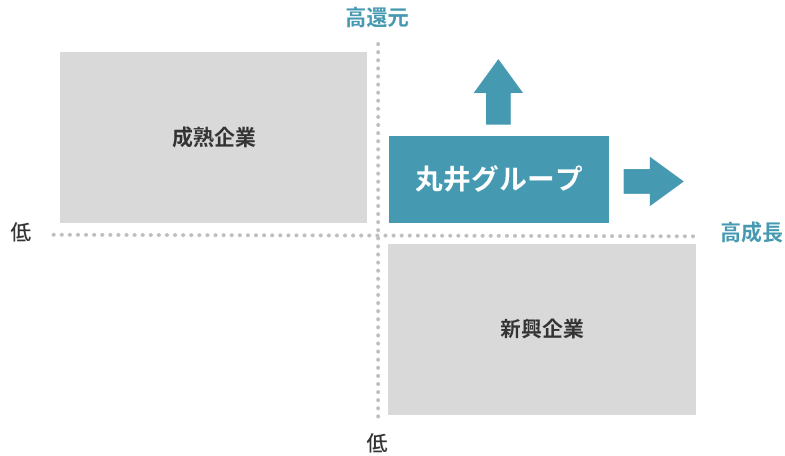 高還元
成熟企業
丸井グループ
低
高成長
新興企業
低